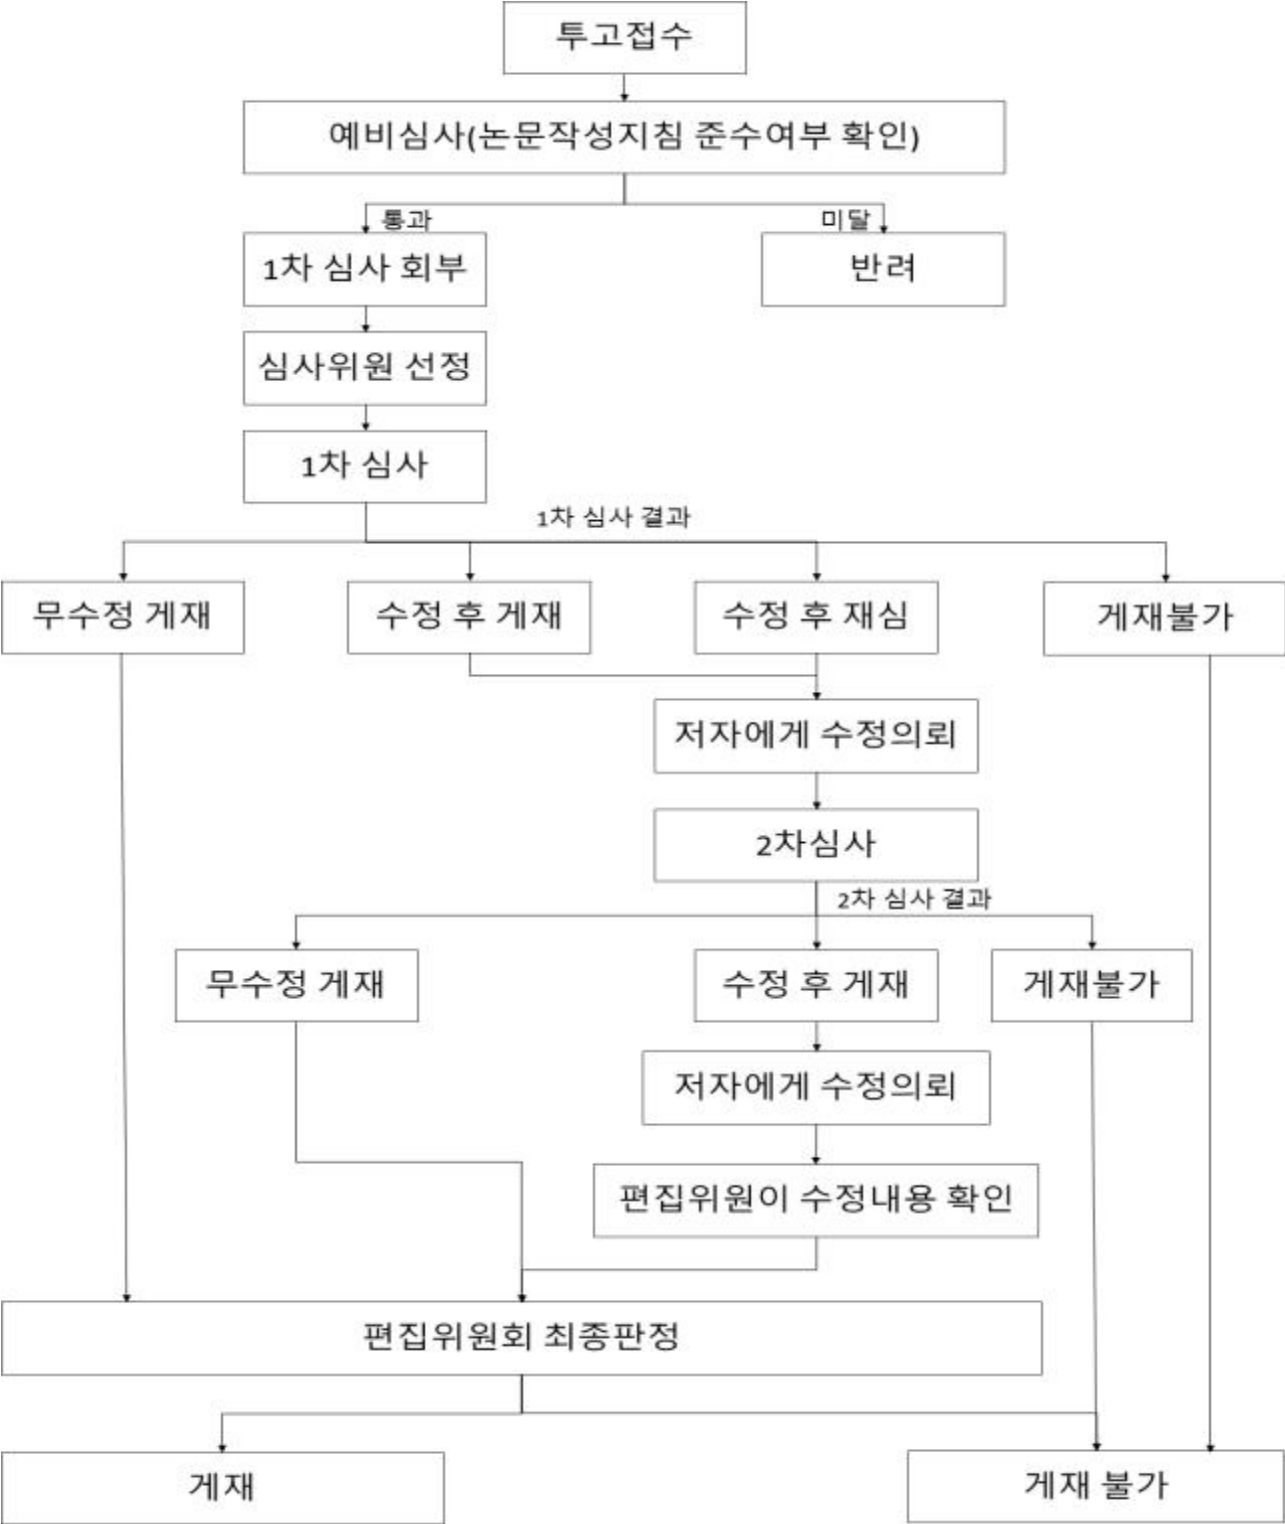 투고접수
예비심사(논문작성지침 준수여부 확인)
통과
미달
1차 심사 회부
반려
심사위원 선정
1차 심사
1차 심사 결과
무수정 게재
수정 후 게재
수정 후 재심
게재불가
저자에게 수정의뢰
2차심사
2차 심사 결과
무수정 게재
수정 후 게재
게재불가
저자에게 수정의뢰
편집위원이 수정내용 확인
편집위원회 최종판정
게재
게재 불가